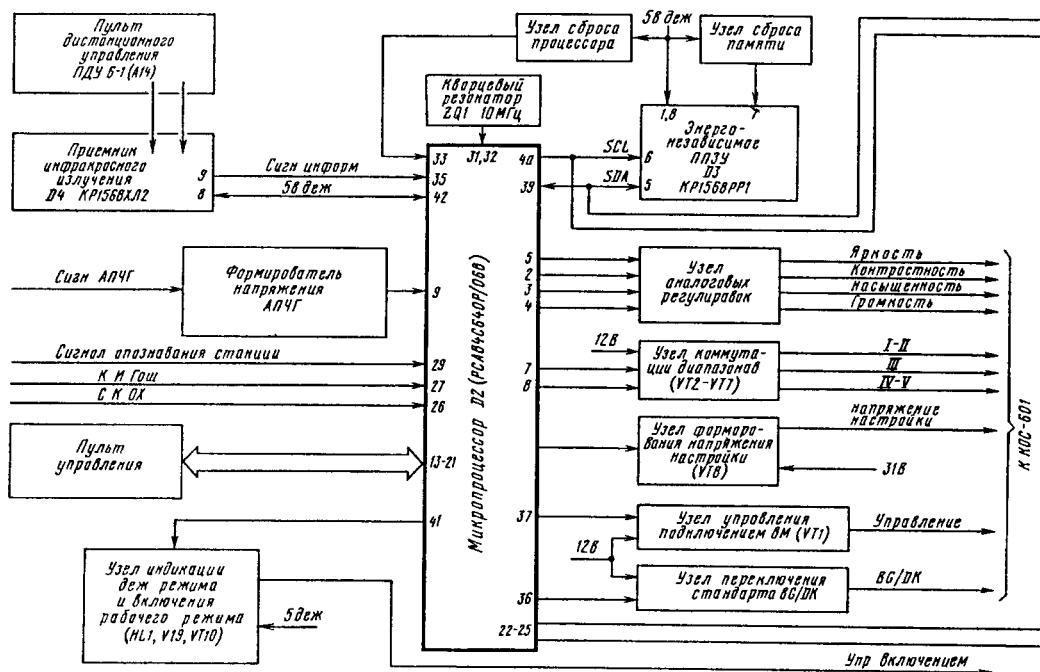 Пульт
дистанционного
управления
ПДУ 6-1 (А14)
Узел сброса
процессора
5В деж
Узел сброса
памяти
Кварцевый
резонатор
ZQ1 10МГц
1,8
7
Энерго-
независимое
ППЗУ
D3
КР1568РР1
6
5
SCL
SDA
Приемник
инфракрасного
излучения
D4 КР1568ХЛ2
9
8
Сигн информ
5В деж
33
35
42
31,32
40
39
Сигн АПЧГ
Формирователь
напряжения
АПЧГ
9
Микропроцессор D2 (PCA84C640P/068)
5
2
3
4
Узел
аналоговых
регулировок
Яркость
Контрастность
Насыщенность
Громкость
Сигнал опознавания станции
29
К И Гош
27
С К ОХ
26
12В
7
8
Узел коммута-
ции диапазонов
(VT2-VT7)
I-II
III
IV-V
К КОС-601
Пульт
управления
13-21
Узел формиро-
вания напряжения
настройки
(VT8)
напряжение
настройки
31В
41
37
Узел управления
подключением ВМ (VT1)
Управление
12В
Узел индикации
деж режима
и включения
рабочего режима
(HL1, V19, VT10)
5 деж
36
Узел переключения
стандарта BG/DK
BG/DK
22-25
Упр включением